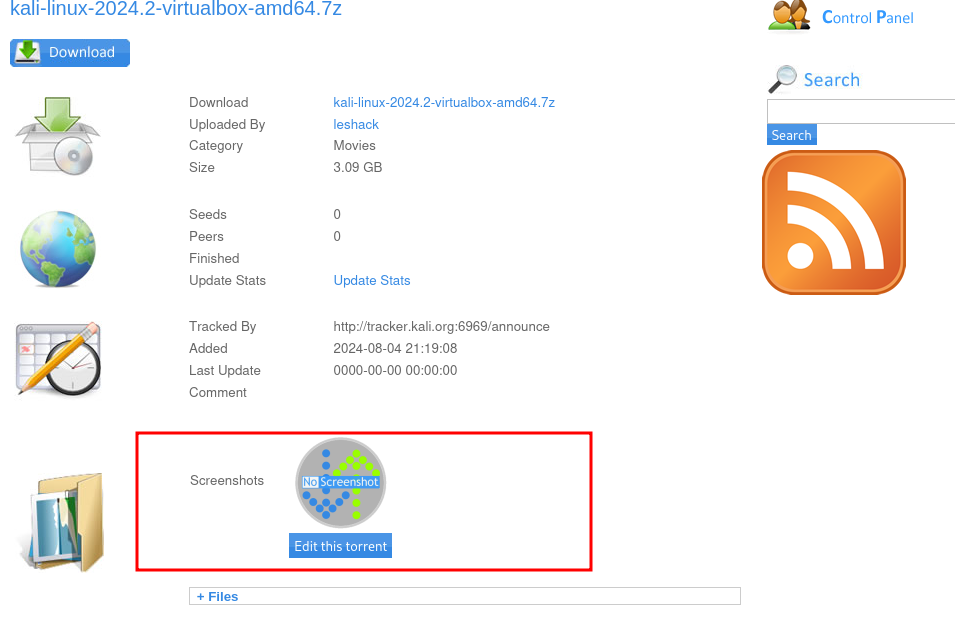 kali-linux-2024.2-virtualbox-amd64.7z
Control Panel
Download
Search
Search
Download kali-linux-2024.2-virtualbox-amd64.7z
Uploaded By leshack
Category Movies
Size 3.09 GB
Seeds 0
Peers 0
Finished
Update Stats Update Stats
Tracked By http://tracker.kali.org:6969/announce
Added 2024-08-04 21:19:08
Last Update 0000-00-00 00:00:00
Comment
Screenshots
No Screenshot
Edit this torrent
+ Files